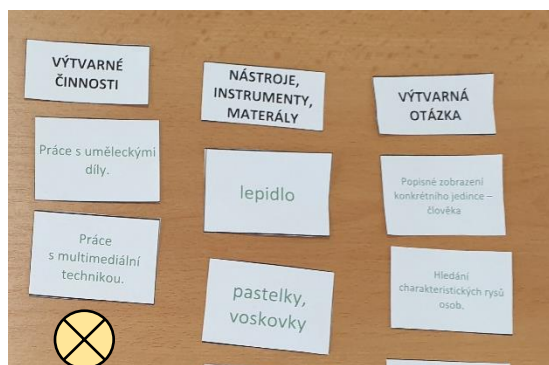 VÝTVARNÉ
ČINNOSTI
Práce s uměleckými
díly.
Práce
s multimediální
technikou.
NÁSTROJE,
INSTRUMENTY,
MATERÁLY
lepidlo
pastelky,
voskovky
VÝTVARNÁ
OTÁZKA
Popisné zobrazení
konkrétního jedince –
člověka
Hledání
charakteristických rysů
osob.